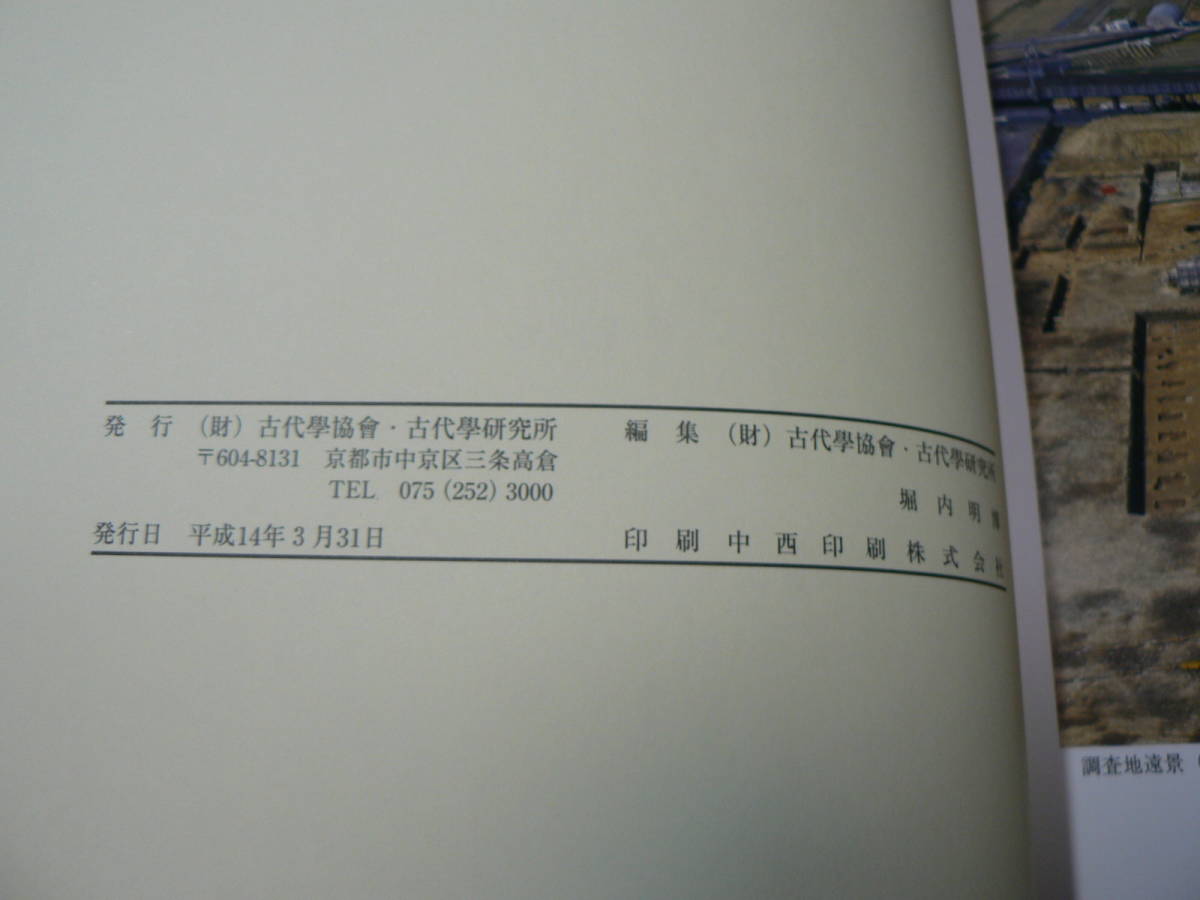 発　行　（財）古代學協會・古代學研究所
〒604-8131　京都市中京区三条高倉
TEL　075（252）3000
発行日　平成14年3月31日
編　集　（財）古代學協會・古代學研究所
堀　内　明
印　刷　中　西　印　刷　株　式　会　社
調査地遠景（